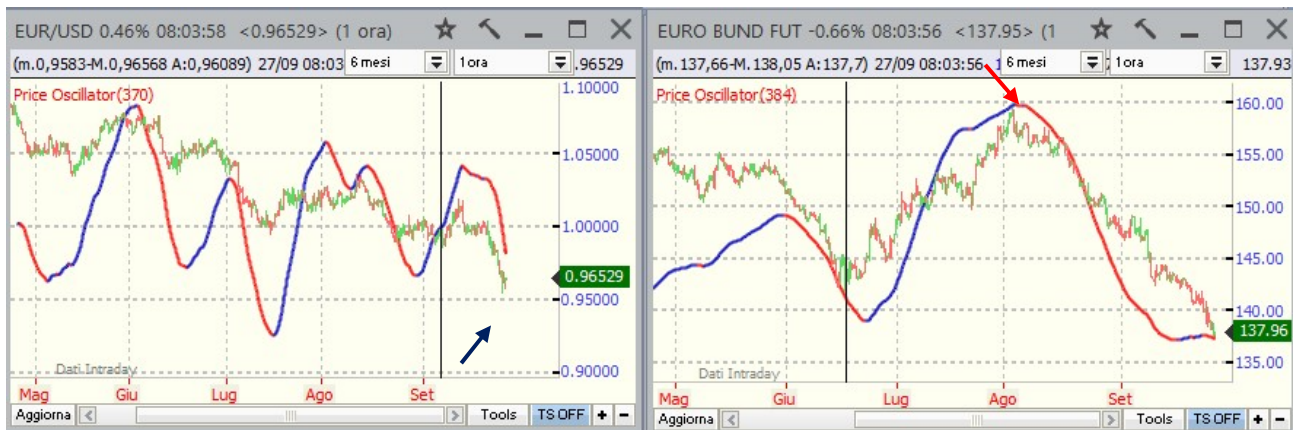 EUR/USD 0.46% 08:03:58 <0.96529> (1 ora)
(m.0,9583-M.0,96568 A:0,96089) 27/09 08:03 6 mesi 1 ora .96529
Price Oscillator(370)
1.10000
1.05000
1.00000
0.96529
0.95000
0.90000
Dati Intraday
Mag Giu Lug Ago Set
Aggiorna < > Tools TS OFF + -
EURO BUND FUT -0.66% 08:03:56 <137.95> (1
(m.137,66-M.138,05 A:137,7) 27/09 08:03:56 6 mesi 1 ora 137.93
Price Oscillator(384)
160.00
155.00
150.00
145.00
140.00
137.96
135.00
Dati Intraday
Mag Giu Lug Ago Set
Aggiorna < > Tools TS OFF + -